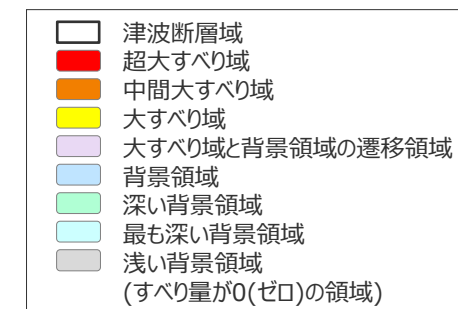 津波断層域
超大すべり域
中間大すべり域
大すべり域
大すべり域と背景領域の遷移領域
背景領域
深い背景領域
最も深い背景領域
浅い背景領域
(すべり量が0(ゼロ)の領域)